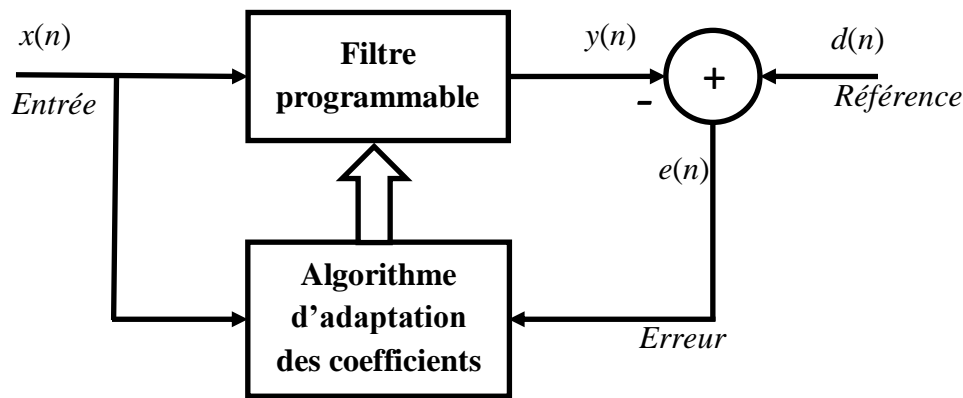 x(n)
Entrée
Filtre
programmable
y(n)
-
+
d(n)
Référence
e(n)
Algorithme
d’adaptation
des coefficients
Erreur